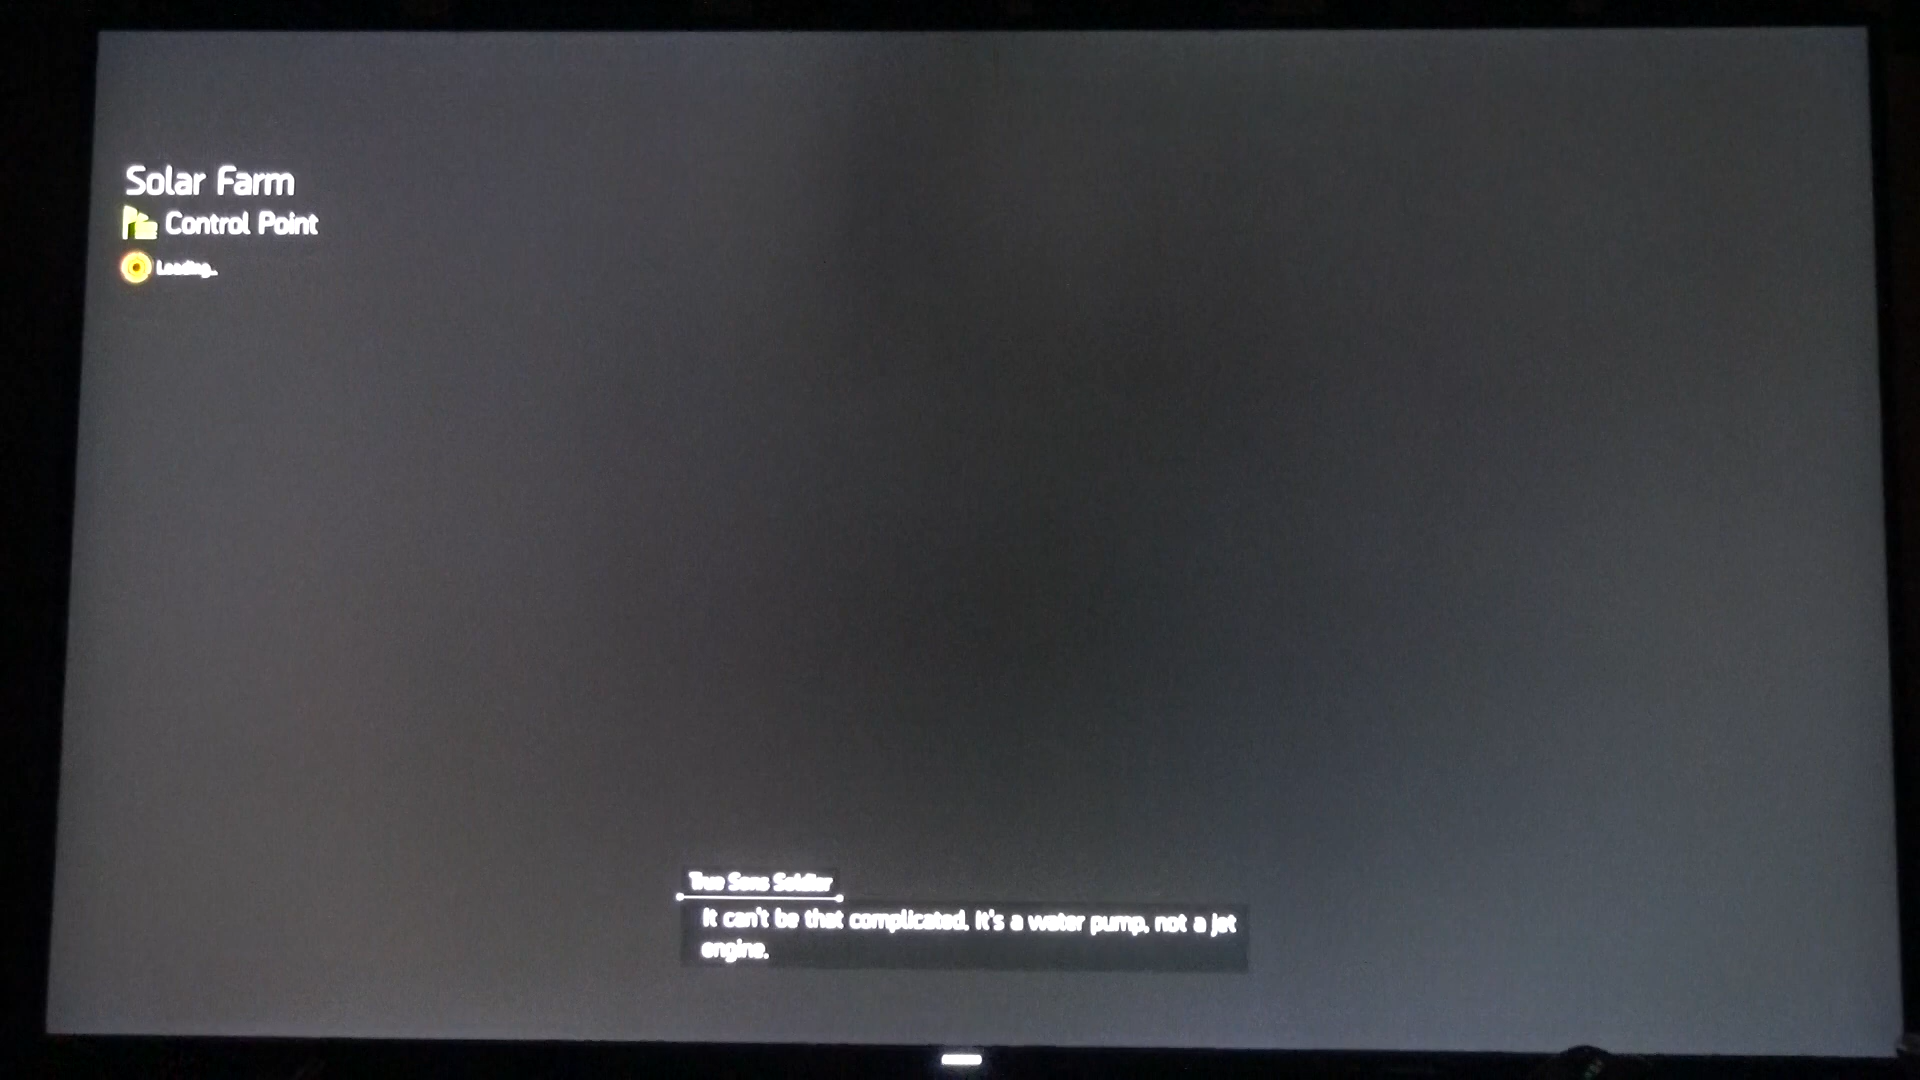 Solar Farm
Control Point
Loading..
True Sons Soldier
It can't be that complicated. It's a water pump, not a jet
engine.